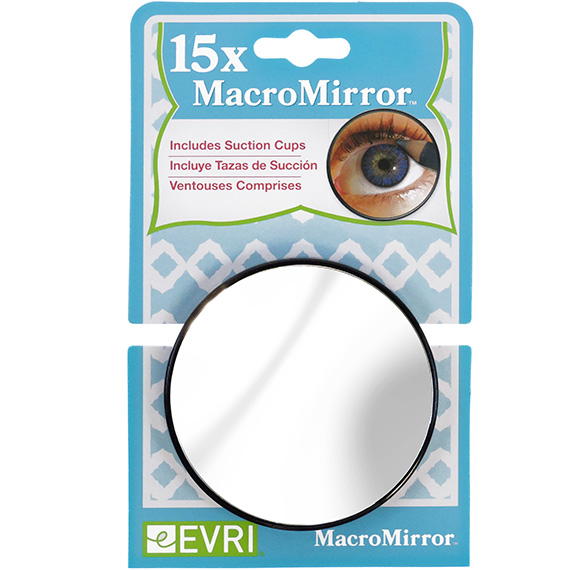 15x
MacroMirror™
Includes Suction Cups
Incluye Tazas de Succión
Ventouses Comprises
e EVRI
MacroMirror™